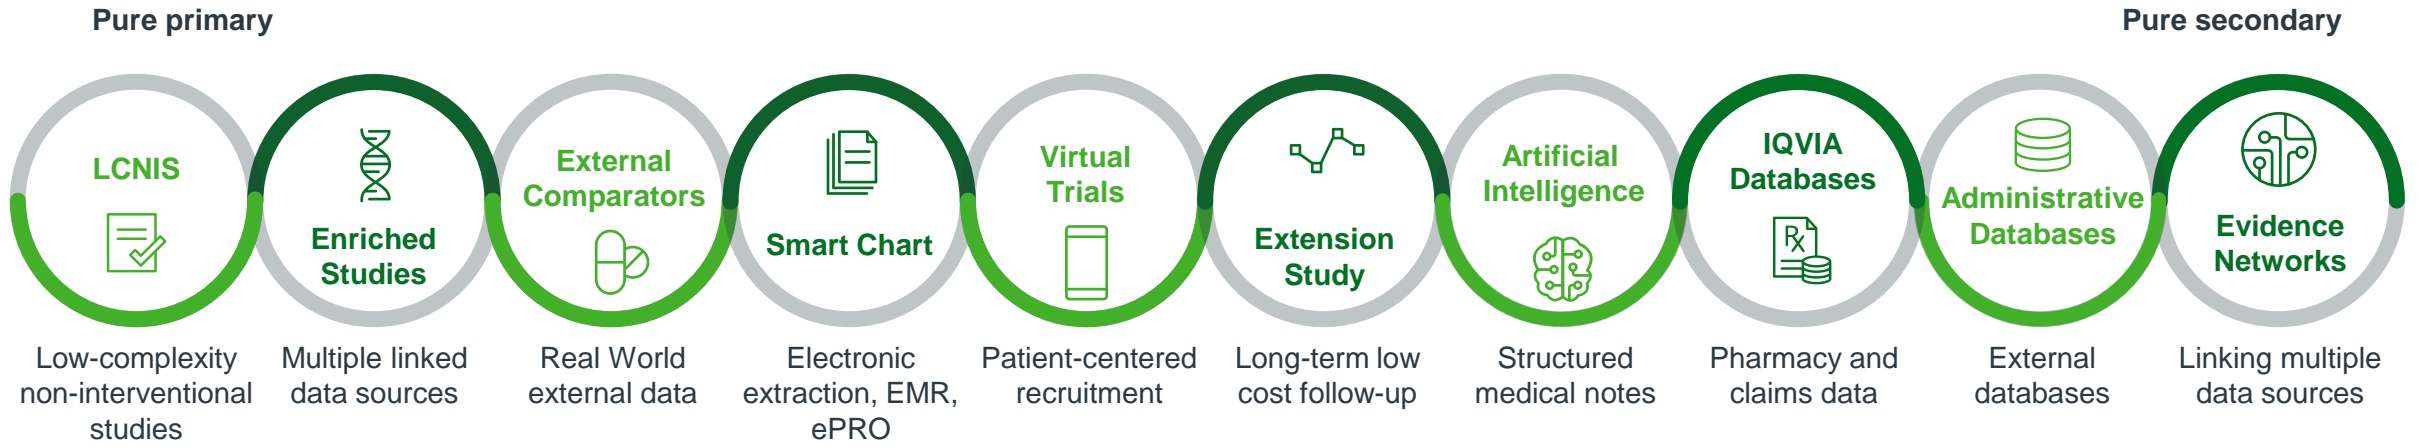 Pure primary
Pure secondary
LCNIS
Low-complexity
non-interventional
studies
Enriched
Studies
Multiple linked
data sources
External
Comparators
Real World
external data
Smart Chart
Electronic
extraction, EMR,
ePRO
Virtual
Trials
Patient-centered
recruitment
Extension
Study
Long-term low
cost follow-up
Artificial
Intelligence
Structured
medical notes
IQVIA
Databases
Rx
Pharmacy and
claims data
Administrative
Databases
External
databases
Evidence
Networks
Linking multiple
data sources